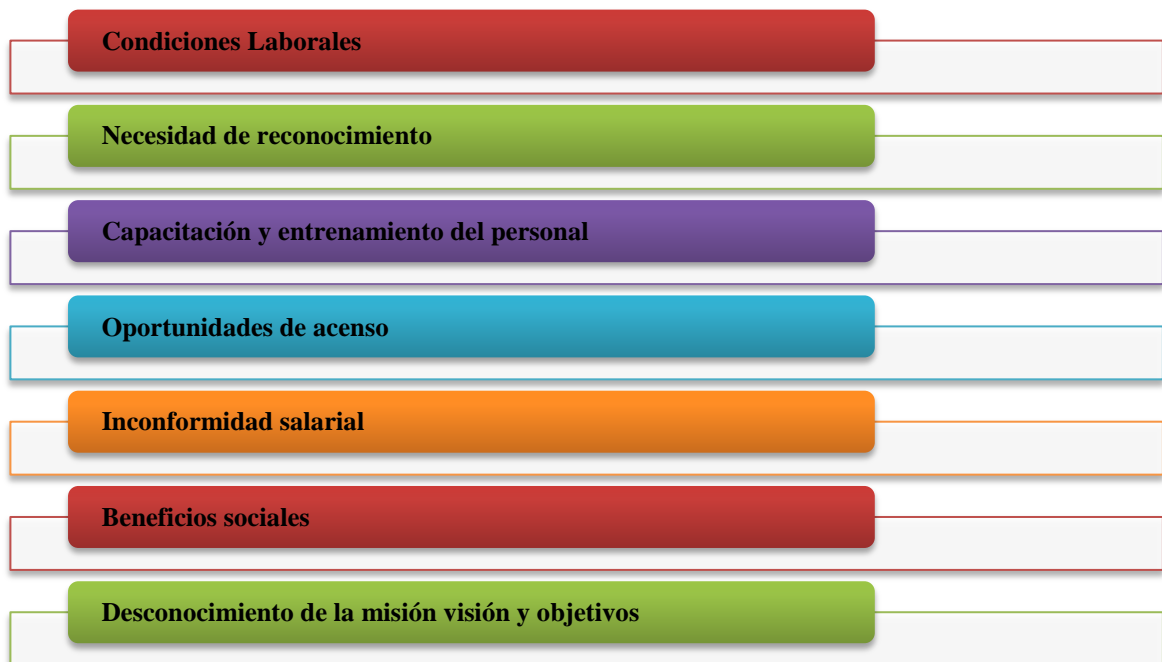 Condiciones Laborales
Necesidad de reconocimiento
Capacitación y entrenamiento del personal
Oportunidades de acenso
Inconformidad salarial
Beneficios sociales
Desconocimiento de la misión visión y objetivos